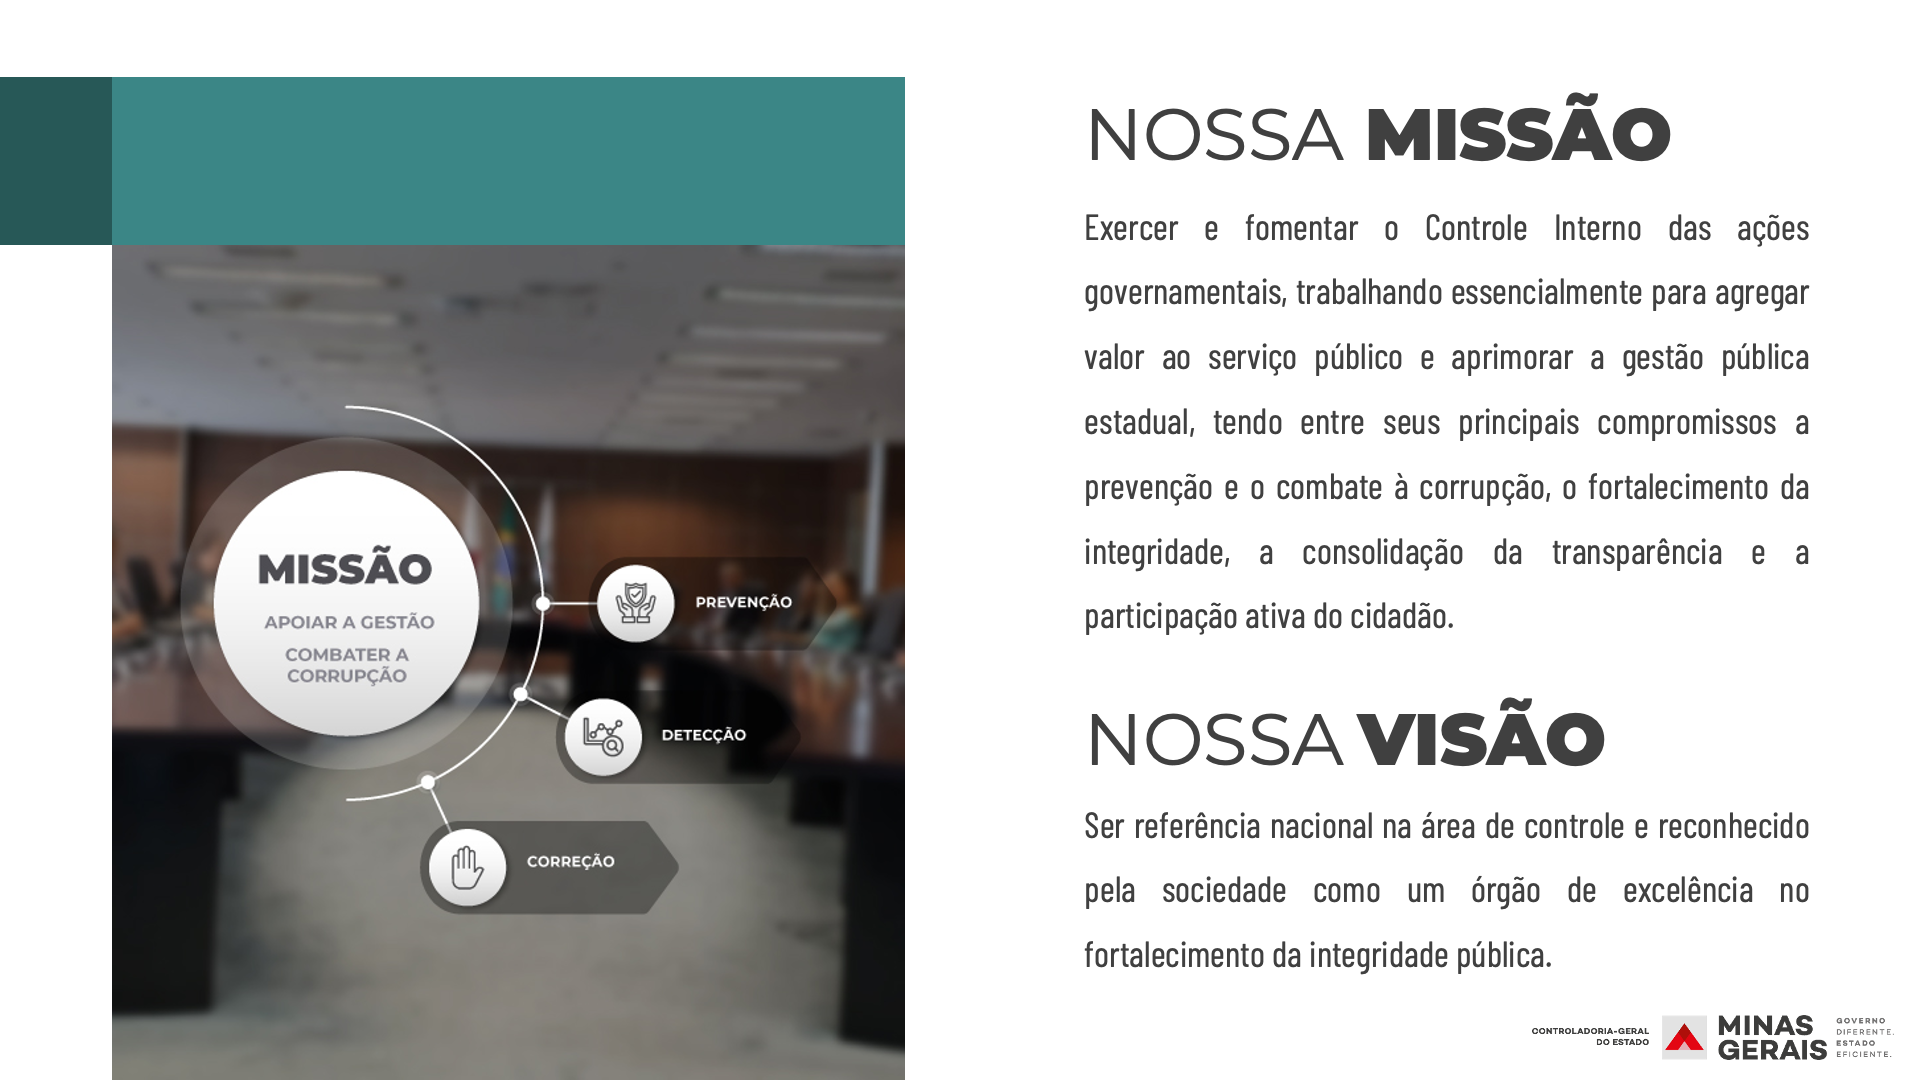 NOSSA MISSÃO
Exercer e fomentar o Controle Interno das ações
governamentais, trabalhando essencialmente para agregar
valor ao serviço público e aprimorar a gestão pública
estadual, tendo entre seus principais compromissos a
prevenção e o combate à corrupção, o fortalecimento da
integridade, a consolidação da transparência e a
participação ativa do cidadão.
NOSSA VISÃO
Ser referência nacional na área de controle e reconhecido
pela sociedade como um órgão de excelência no
fortalecimento da integridade pública.
MISSÃO
APOIAR A GESTÃO
COMBATER A
CORRUPÇÃO
PREVENÇÃO
DETECÇÃO
CORREÇÃO
CONTROLADORIA-GERAL
DO ESTADO
MINAS
GERAIS
GOVERNO
DIFERENTE.
ESTADO
EFICIENTE.